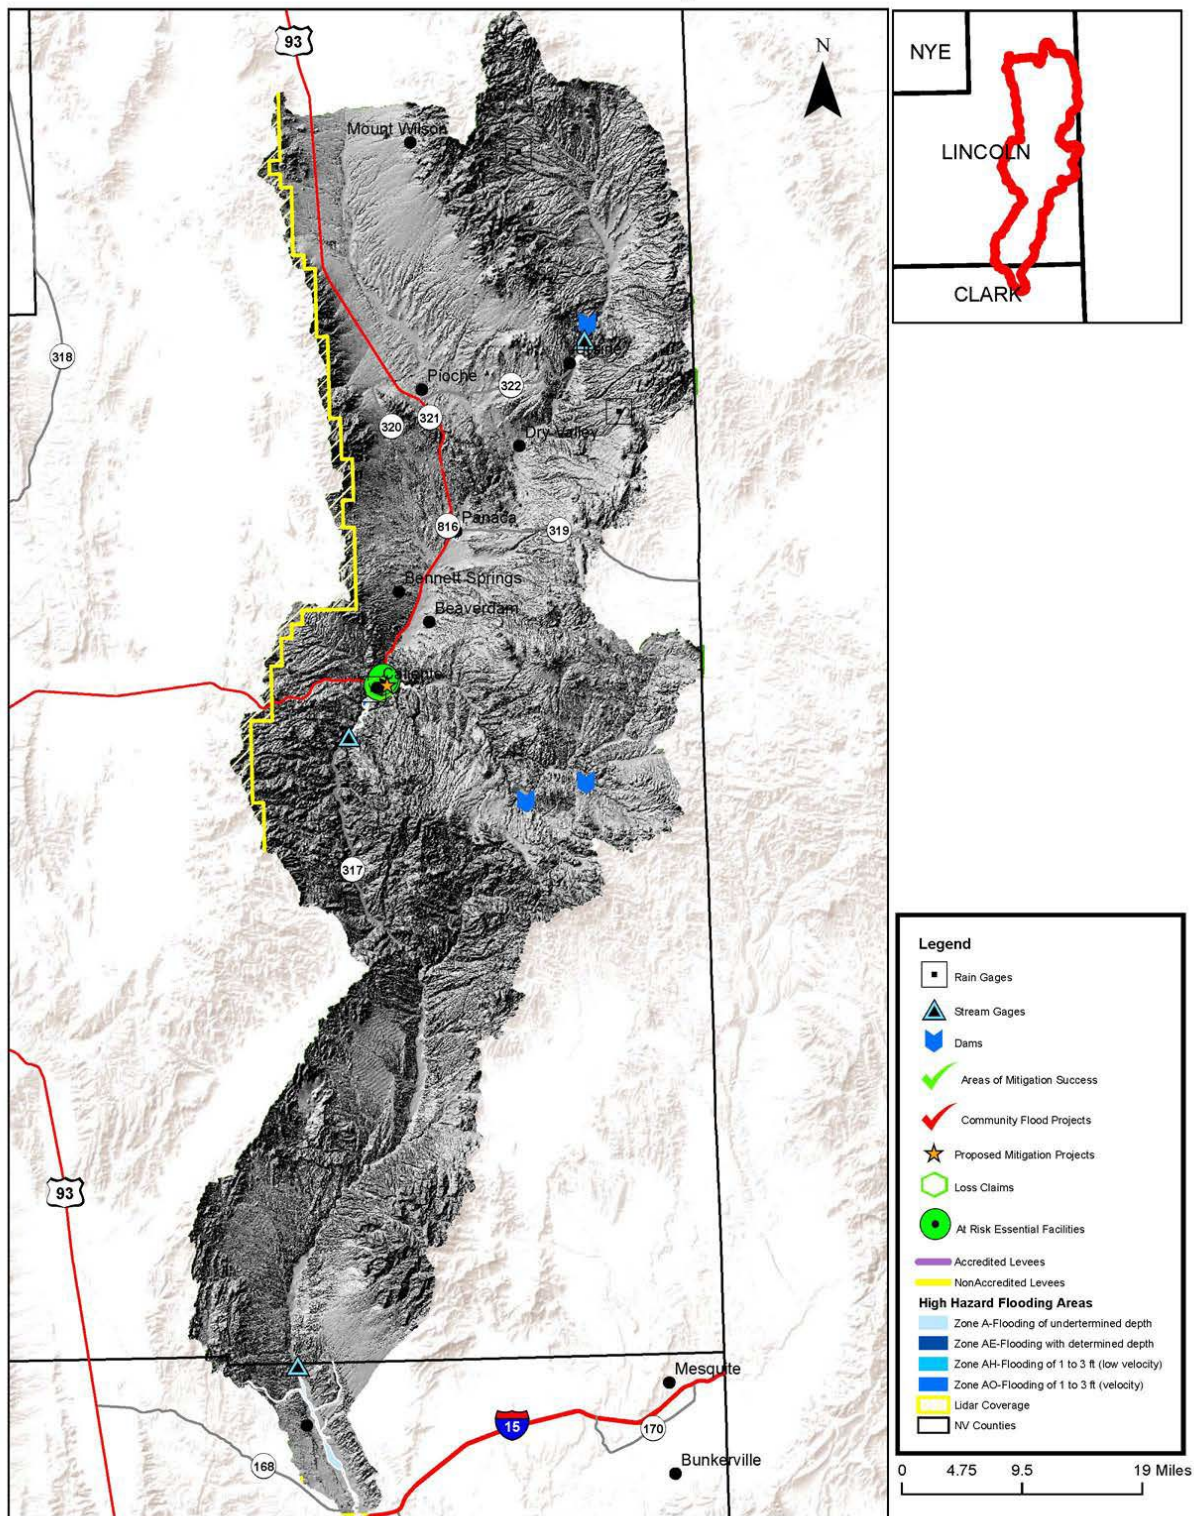 93
N
Mount Wilson
318
Pioche
322
321
320
Dry Valley
Panaca
816
319
Bennett Springs
Beaverdam
317
93
Mesquite
15
170
168
Bunkerville
NYE
LINCOLN
CLARK
Legend
Rain Gages
Stream Gages
Dams
Areas of Mitigation Success
Community Flood Projects
Proposed Mitigation Projects
Loss Claims
At Risk Essential Facilities
Accredited Levees
NonAccredited Levees
High Hazard Flooding Areas
Zone A-Flooding of undertermined depth
Zone AE-Flooding with determined depth
Zone AH-Flooding of 1 to 3 ft (low velocity)
Zone AO-Flooding of 1 to 3 ft (velocity)
Lidar Coverage
NV Counties
0 4.75 9.5 19 Miles